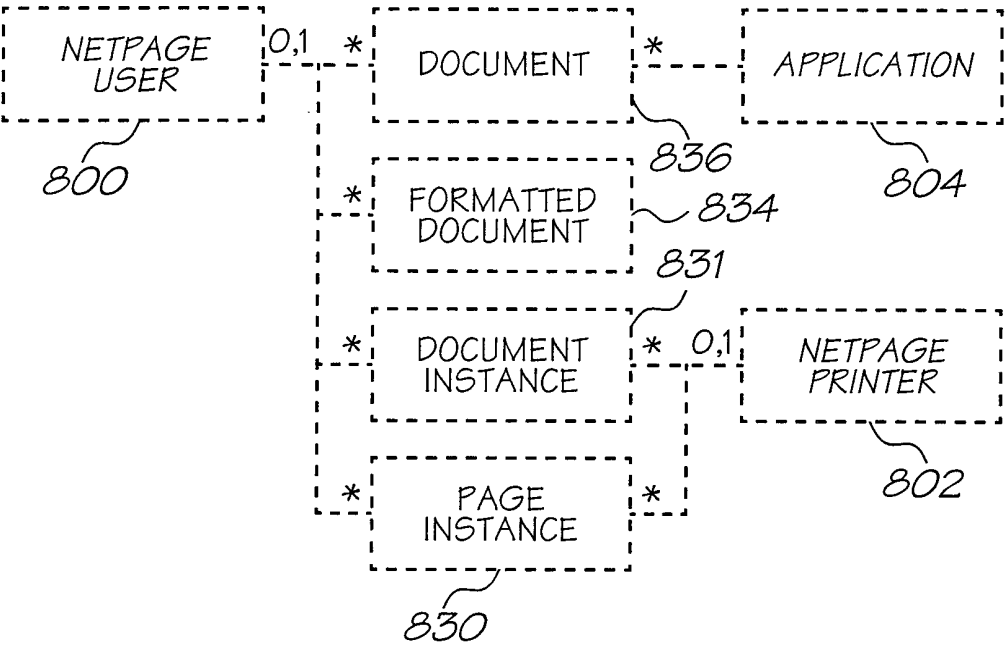 NETPAGE
USER
0,1
*
DOCUMENT
*
APPLICATION
800
836
804
*
FORMATTED
DOCUMENT
834
831
*
DOCUMENT
INSTANCE
*
0,1
NETPAGE
PRINTER
802
*
PAGE
INSTANCE
*
830